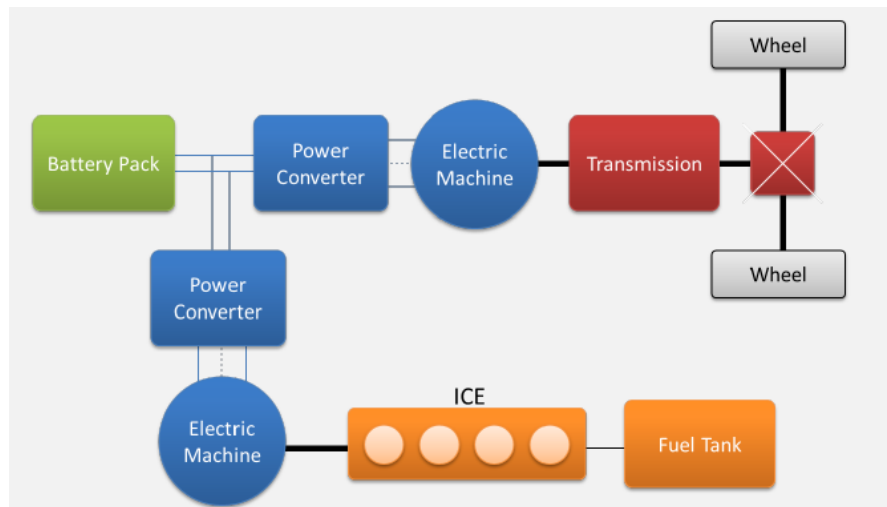 Wheel
Battery Pack
Power
Converter
Electric
Machine
Transmission
Wheel
Power
Converter
ICE
Electric
Machine
Fuel Tank